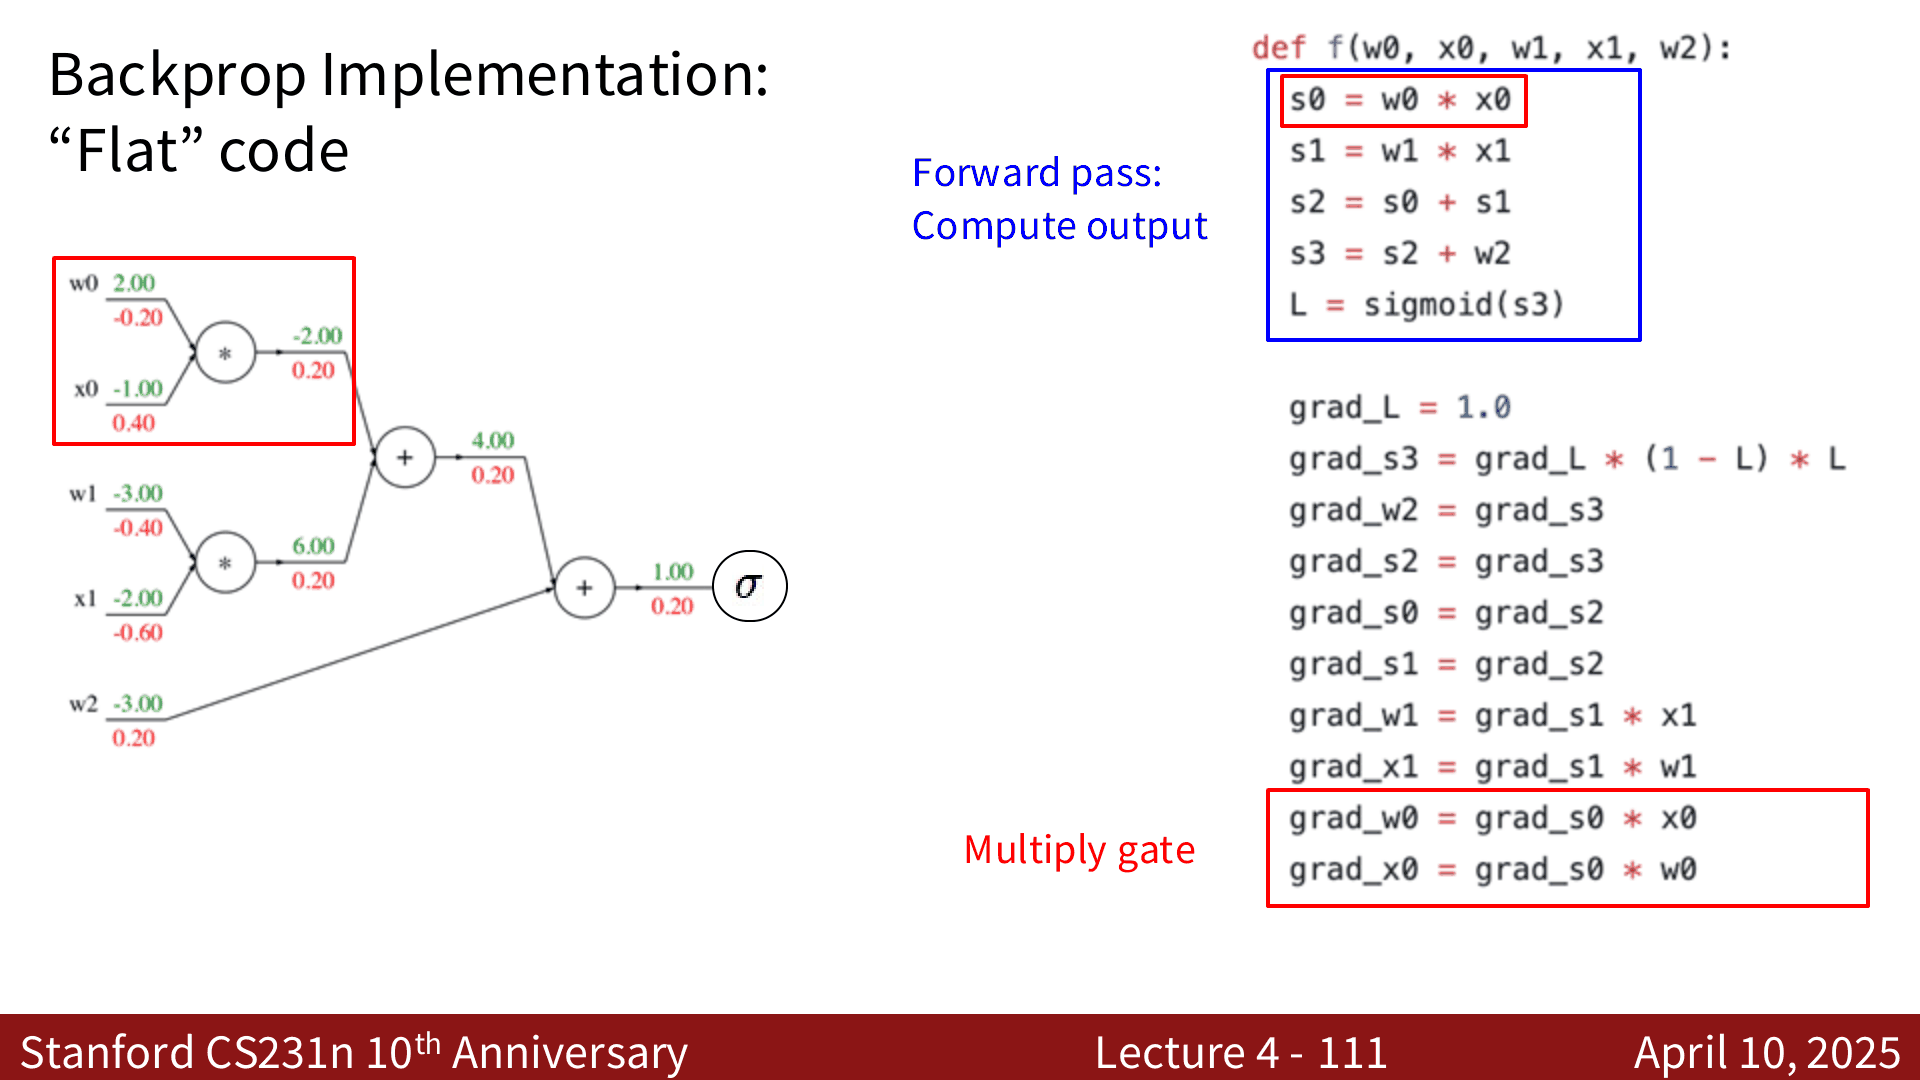 Backprop Implementation:
“Flat” code
w0 2.00
-0.20
*
-2.00
0.20
x0 -1.00
0.40
+
4.00
0.20
w1 -3.00
-0.40
*
6.00
0.20
x1 -2.00
-0.60
+
1.00
0.20
σ
w2 -3.00
0.20
Forward pass:
Compute output
def f(w0, x0, w1, x1, w2):
s0 = w0 * x0
s1 = w1 * x1
s2 = s0 + s1
s3 = s2 + w2
L = sigmoid(s3)
grad_L = 1.0
grad_s3 = grad_L * (1 - L) * L
grad_w2 = grad_s3
grad_s2 = grad_s3
grad_s0 = grad_s2
grad_s1 = grad_s2
grad_w1 = grad_s1 * x1
grad_x1 = grad_s1 * w1
Multiply gate
grad_w0 = grad_s0 * x0
grad_x0 = grad_s0 * w0
Stanford CS231n 10th Anniversary
Lecture 4 - 111
April 10, 2025